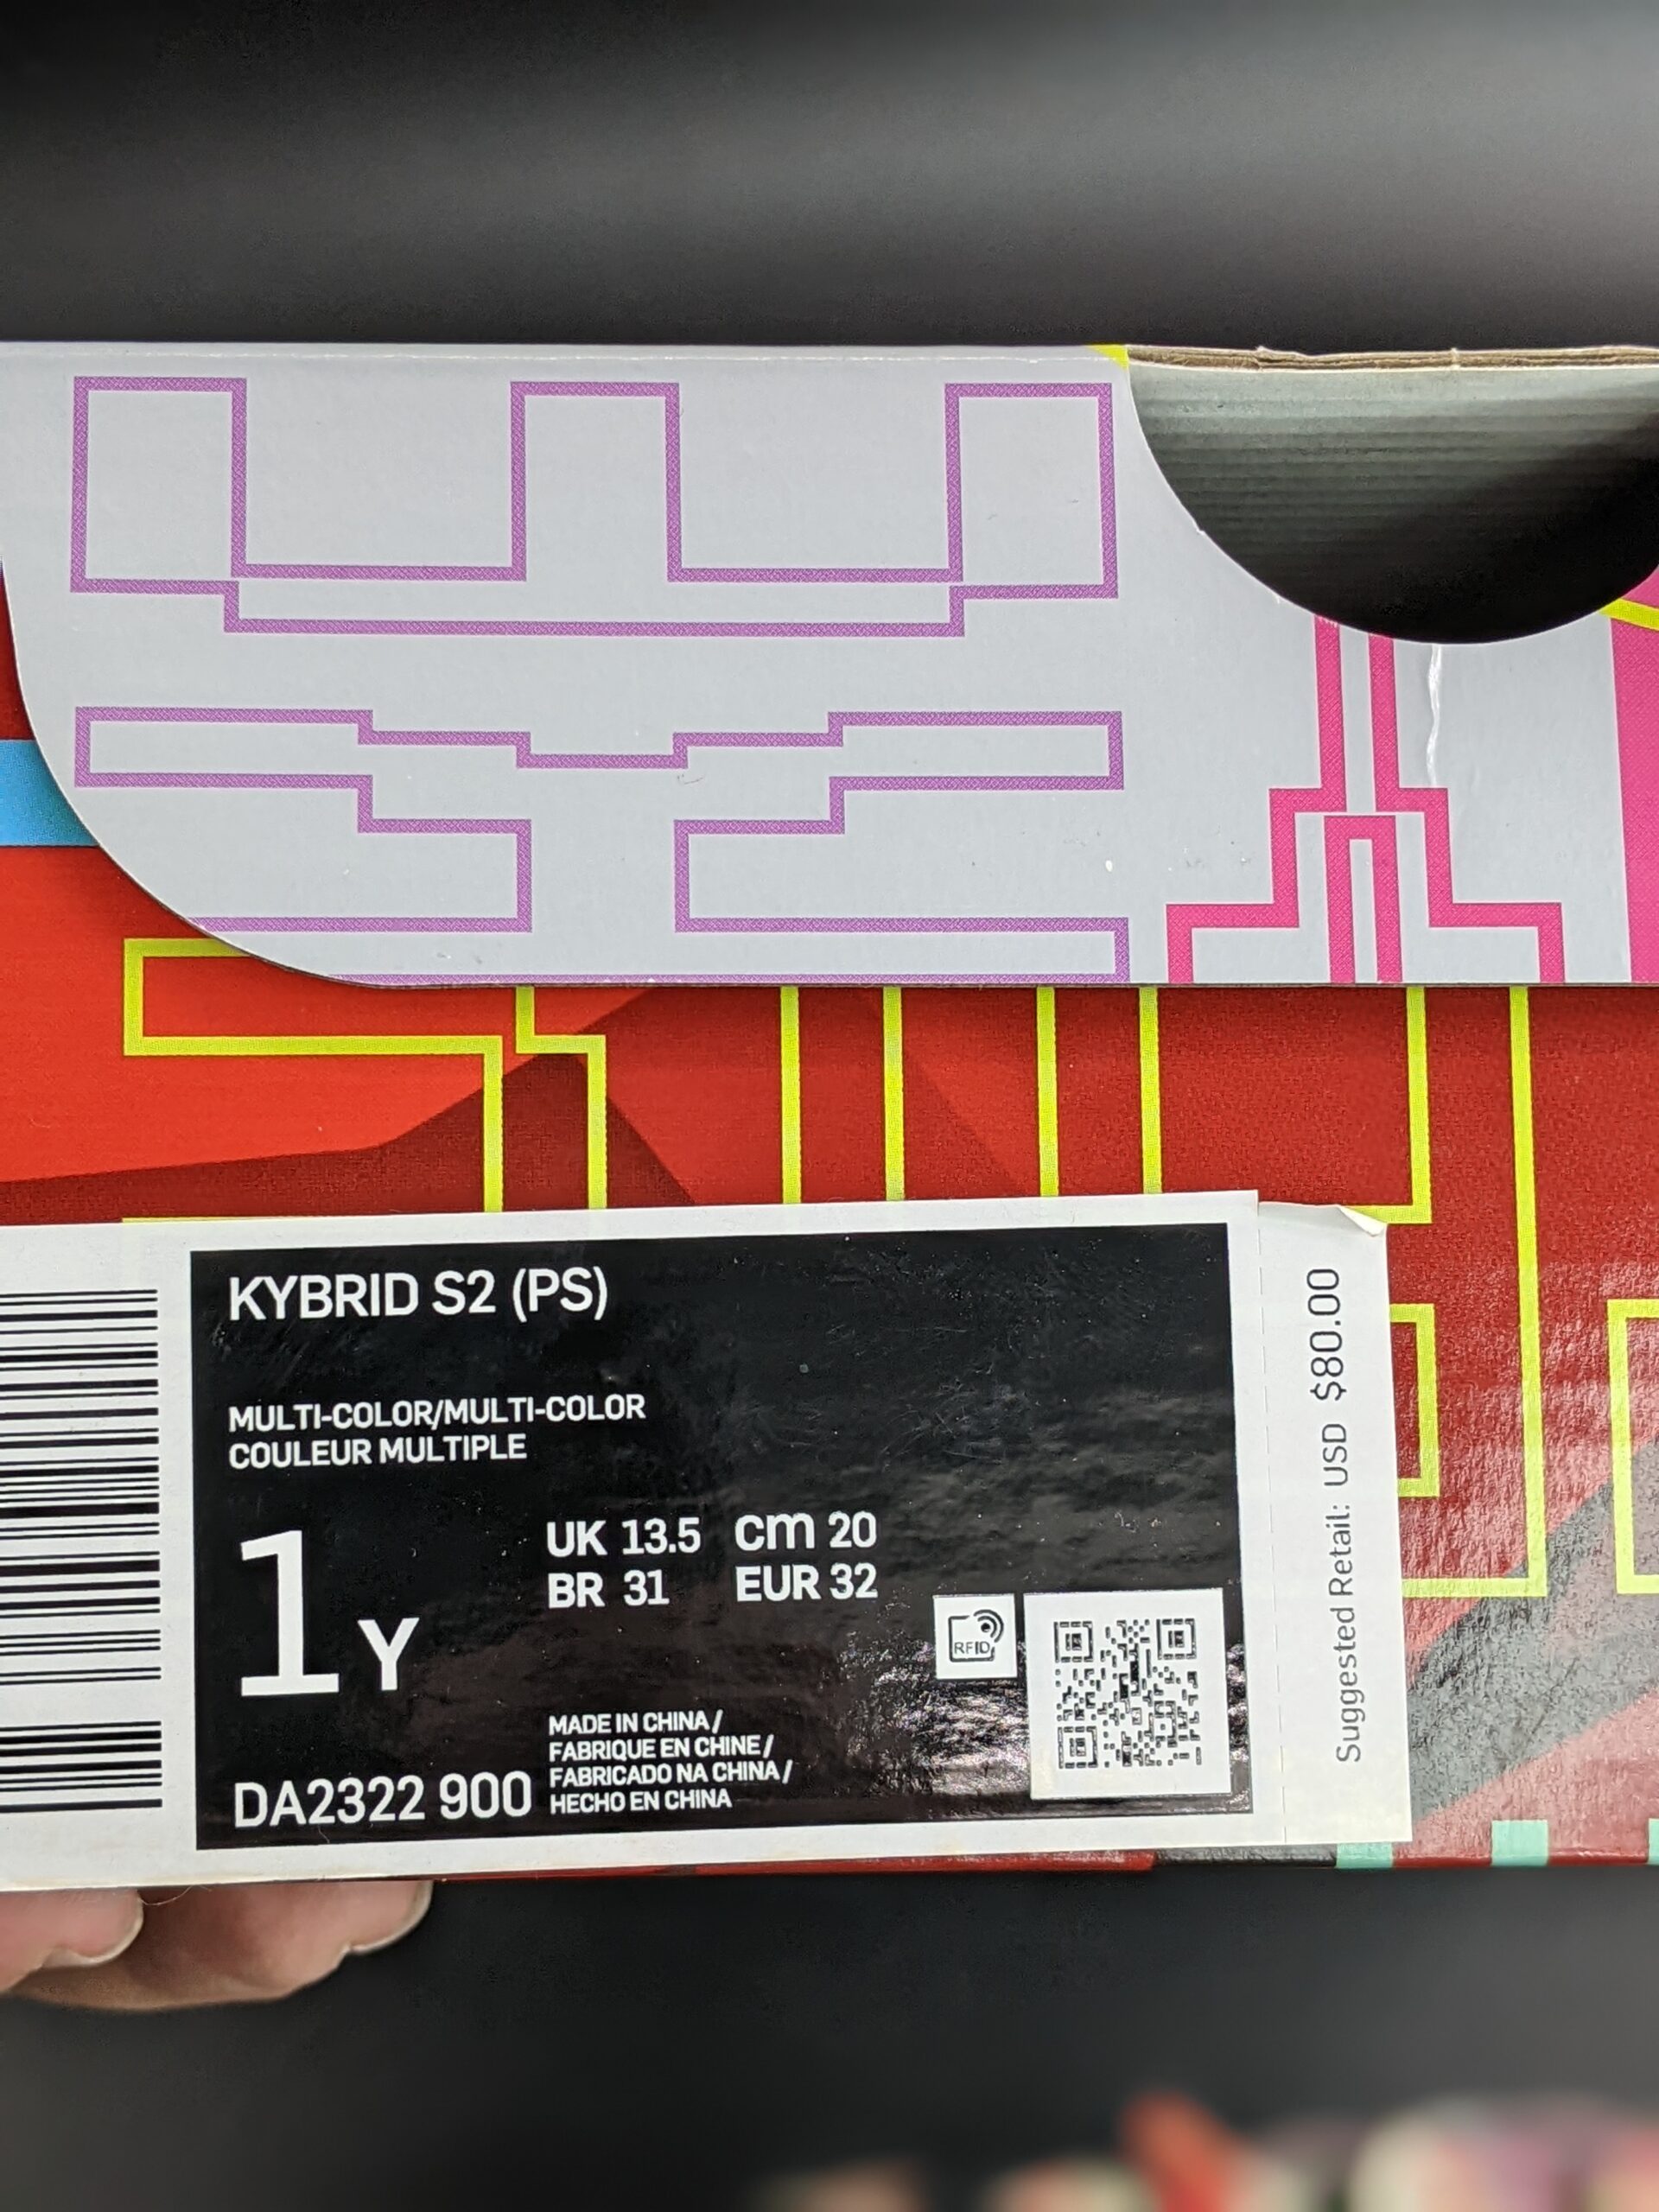 KYBRID S2 (PS)
MULTI-COLOR/MULTI-COLOR
COULEUR MULTIPLE
1Y
UK 13.5 cm 20
BR 31 EUR 32
RFID
DA2322 900
MADE IN CHINA/
FABRIQUE EN CHINE/
FABRICADO NA CHINA/
HECHO EN CHINA
Suggested Retail: USD $80.00